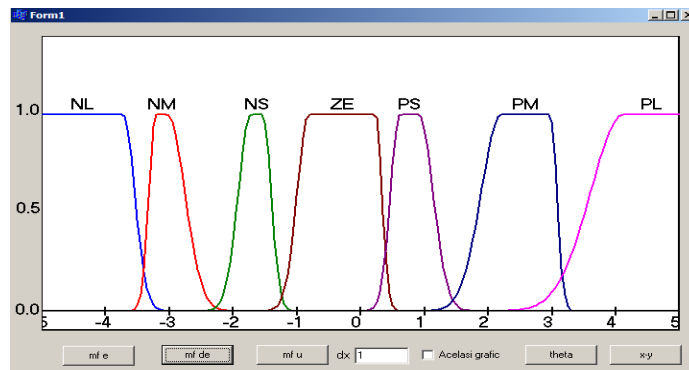 Form1
NL NM NS ZE PS PM PL
1.0
0.5
0.0
5 -4 -3 -2 -1 0 1 2 3 4 5
mf e mf de mf u dx 1 Acelasi grafic theta x-y